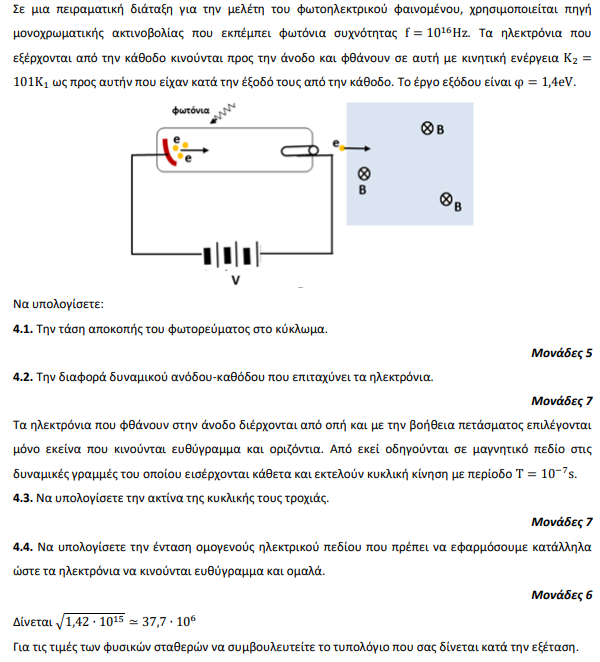 Σε μια πειραματική διάταξη για την μελέτη του φωτοηλεκτρικού φαινομένου, χρησιμοποιείται πηγή
μονοχρωματικής ακτινοβολίας που εκπέμπει φωτόνια συχνότητας f = 10¹⁶Hz. Τα ηλεκτρόνια που
εξέρχονται από την κάθοδο κινούνται προς την άνοδο και φθάνουν σε αυτή με κινητική ενέργεια K₂ =
101K₁ ως προς αυτήν που είχαν κατά την έξοδό τους από την κάθοδο. Το έργο εξόδου είναι φ = 1,4eV.
φωτόνια
e
e
e
B
B
B
V
Να υπολογίσετε:
4.1. Την τάση αποκοπής του φωτορεύματος στο κύκλωμα.
Μονάδες 5
4.2. Την διαφορά δυναμικού ανόδου-καθόδου που επιταχύνει τα ηλεκτρόνια.
Μονάδες 7
Τα ηλεκτρόνια που φθάνουν στην άνοδο διέρχονται από οπή και με την βοήθεια πετάσματος επιλέγονται
μόνο εκείνα που κινούνται ευθύγραμμα και οριζόντια. Από εκεί οδηγούνται σε μαγνητικό πεδίο στις
δυναμικές γραμμές του οποίου εισέρχονται κάθετα και εκτελούν κυκλική κίνηση με περίοδο T = 10⁻⁷s.
4.3. Να υπολογίσετε την ακτίνα της κυκλικής τους τροχιάς.
Μονάδες 7
4.4. Να υπολογίσετε την ένταση ομογενούς ηλεκτρικού πεδίου που πρέπει να εφαρμόσουμε κατάλληλα
ώστε τα ηλεκτρόνια να κινούνται ευθύγραμμα και ομαλά.
Μονάδες 6
Δίνεται √(1,42 · 10¹⁵) ≃ 37,7 · 10⁶
Για τις τιμές των φυσικών σταθερών να συμβουλευτείτε το τυπολόγιο που σας δίνεται κατά την εξέταση.